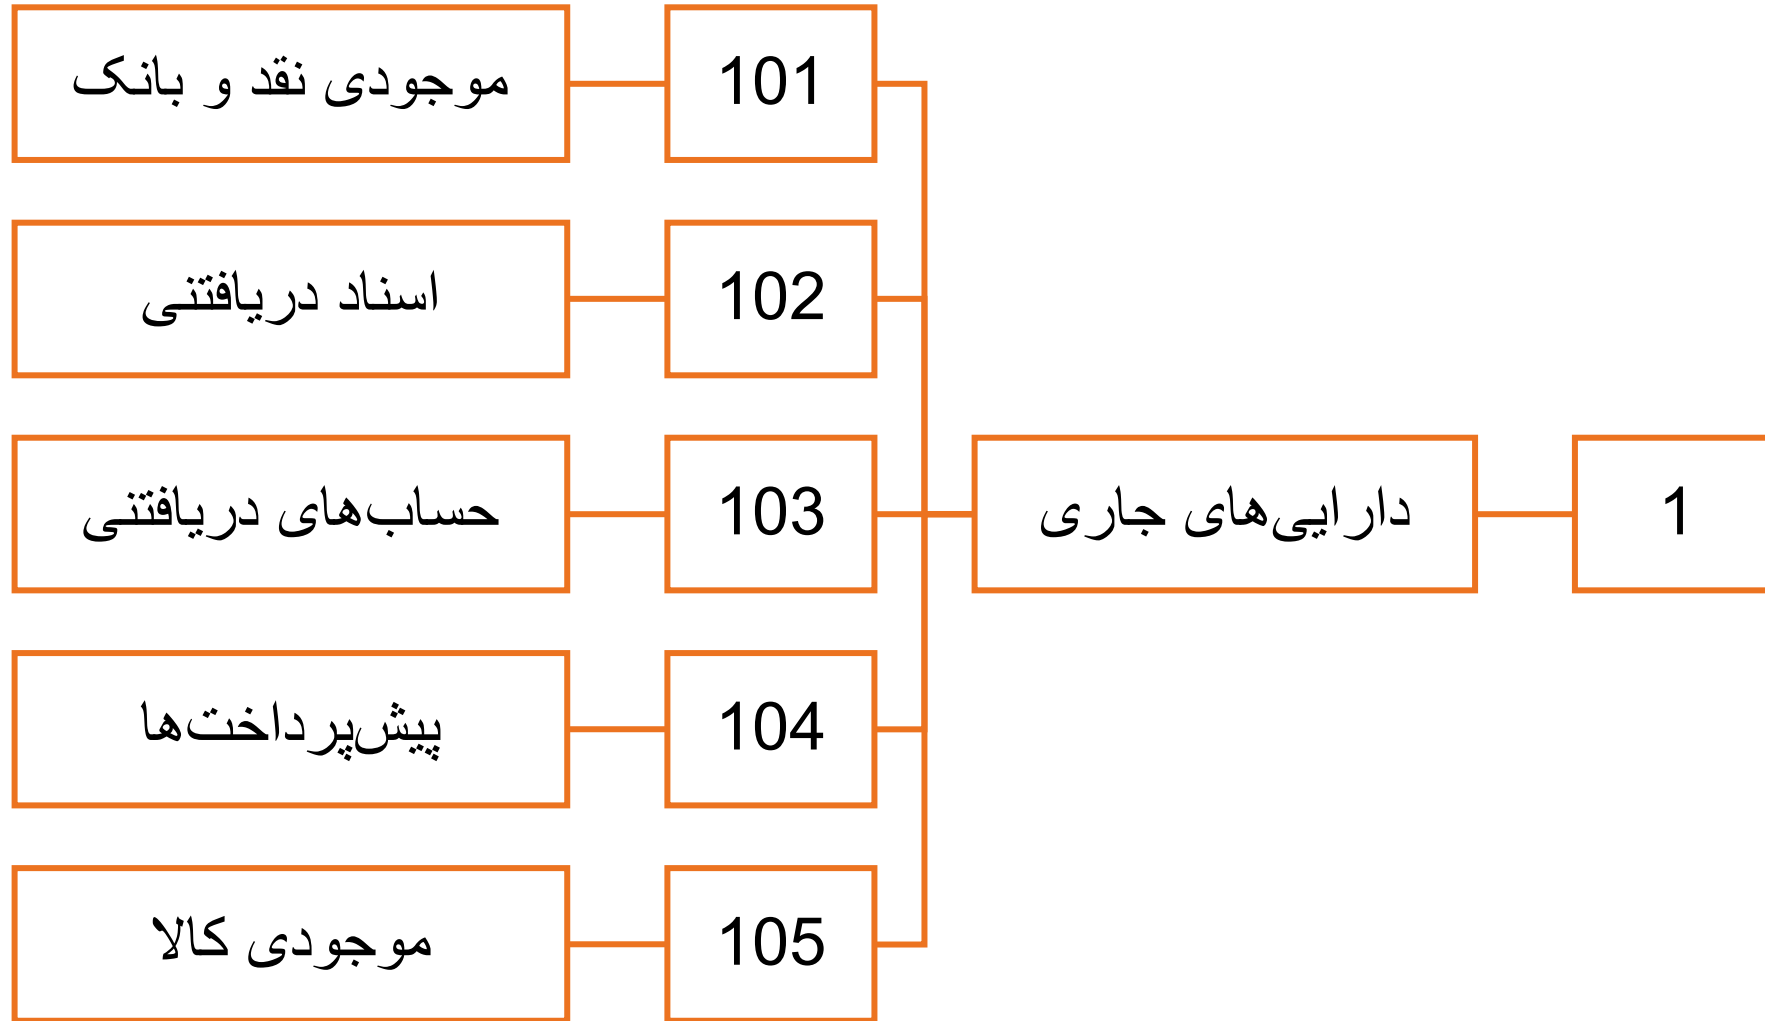 موجودی نقد و بانک
101
اسناد دریافتنی
102
1
دارایی‌های جاری
103
حساب‌های دریافتنی
104
پیش‌پرداخت‌ها
105
موجودی کالا